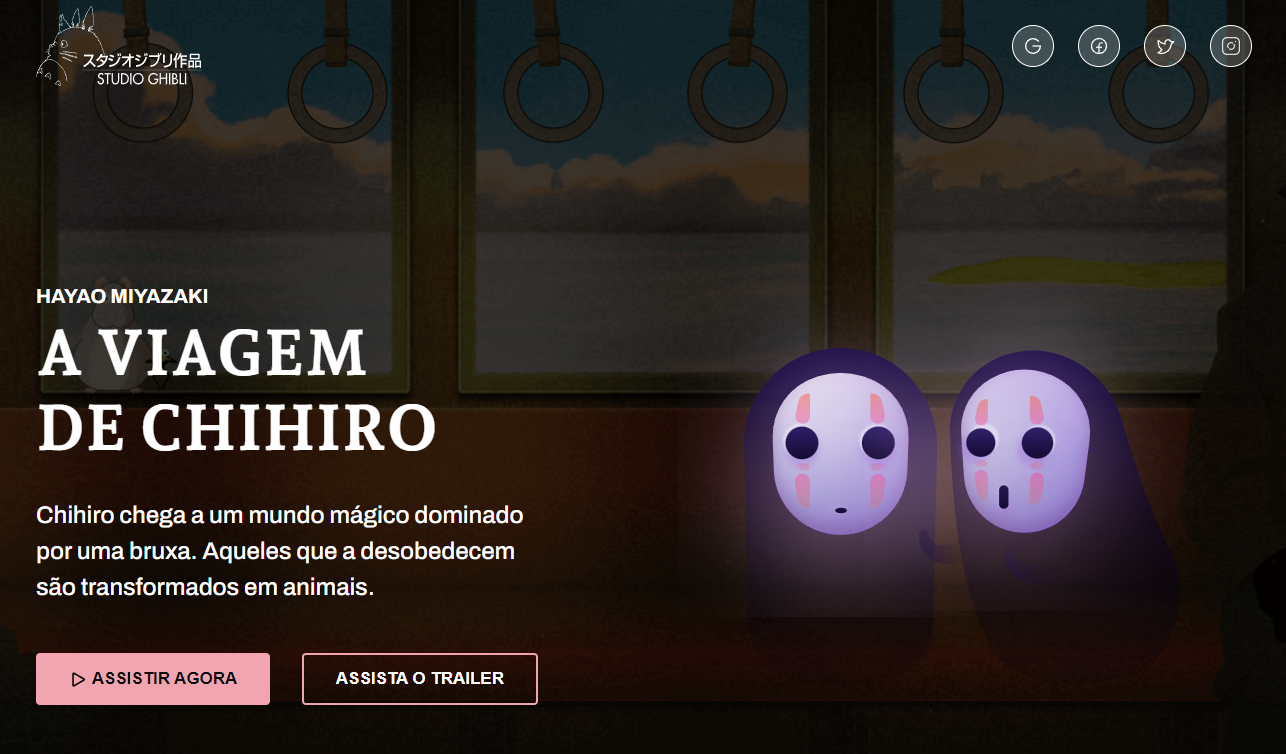 スタジオジブリ作品
STUDIO GHIBLI
HAYAO MIYAZAKI
A VIAGEM
DE CHIHIRO
Chihiro chega a um mundo mágico dominado
por uma bruxa. Aqueles que a desobedecem
são transformados em animais.
ASSISTIR AGORA
ASSISTA O TRAILER